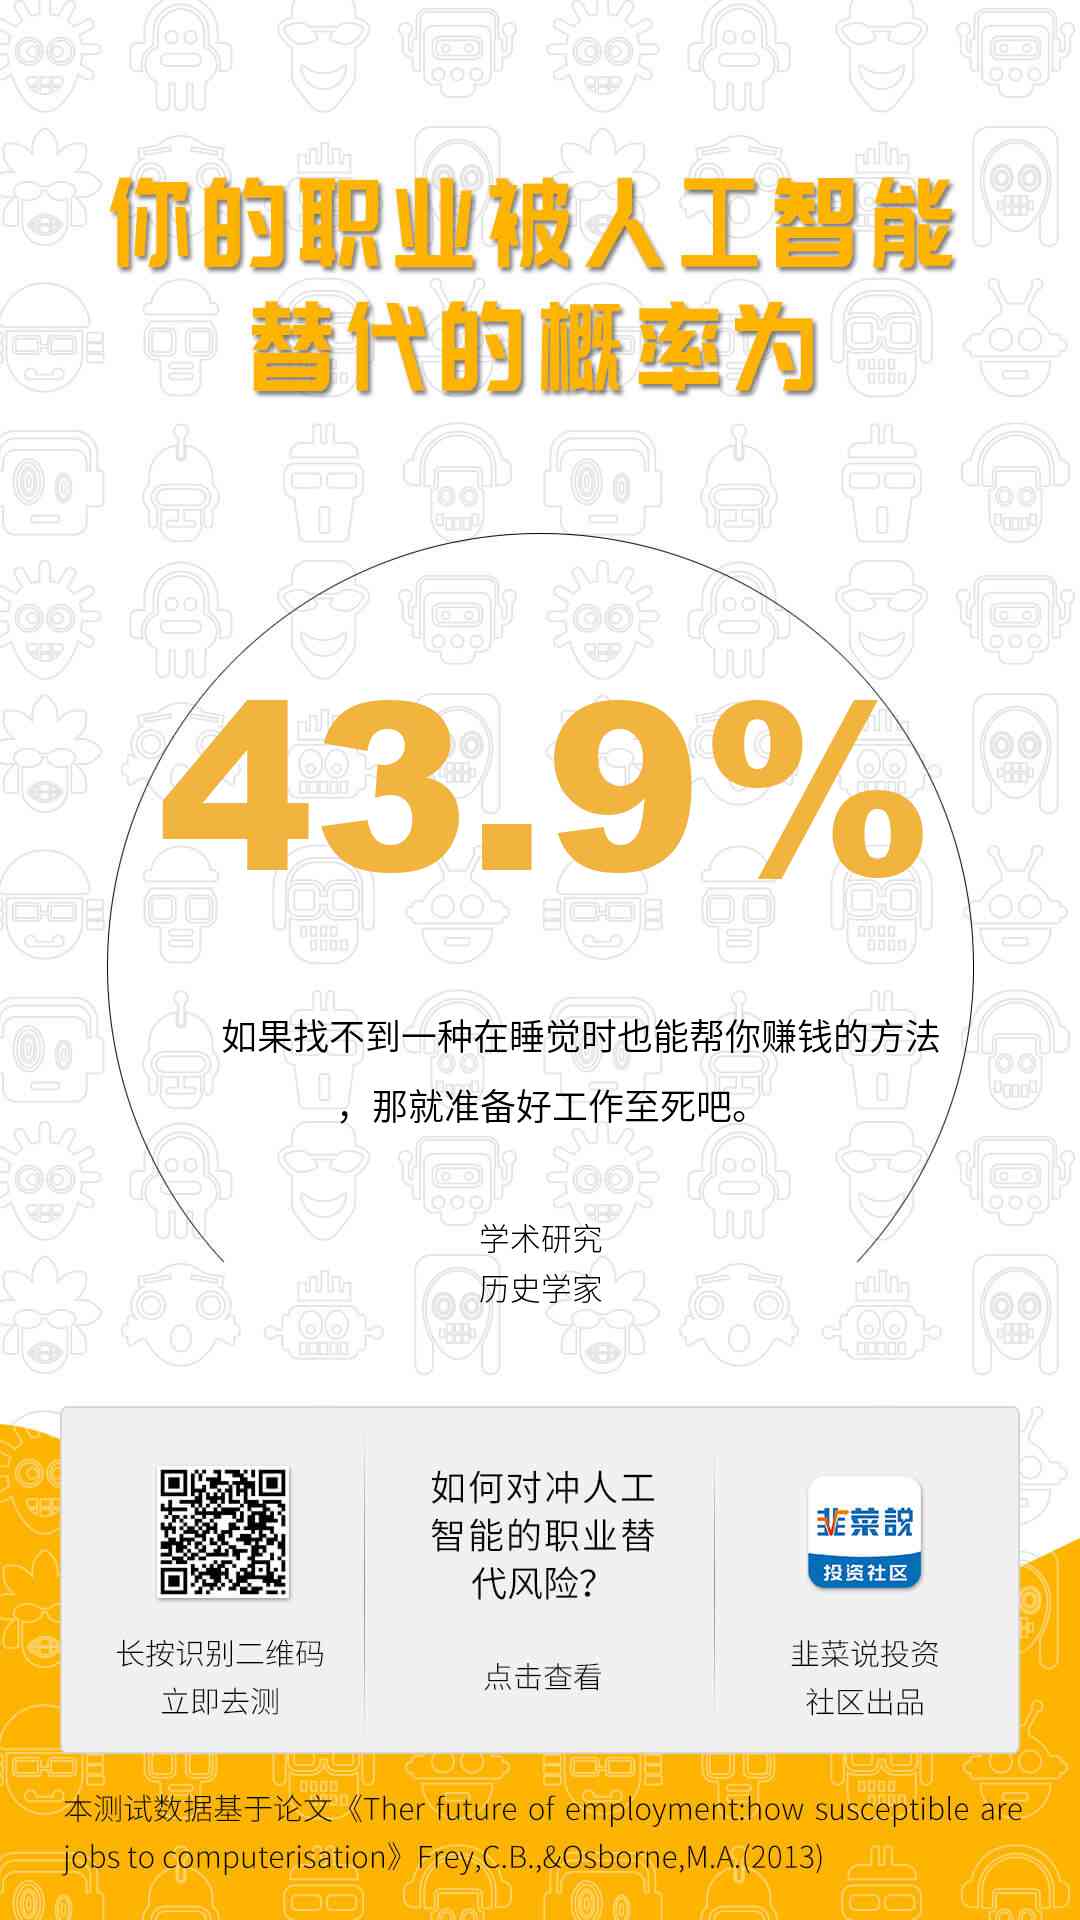 你的职业被人工智能
替代的概率为
43.9%
如果找不到一种在睡觉时也能帮你赚钱的方法
，那就准备好工作至死吧。
学术研究
历史学家
长按识别二维码
立即去测
如何对冲人工
智能的职业替
代风险？
点击查看
韭菜説
投资社区
韭菜说投资
社区出品
本测试数据基于论文《Ther future of employment:how susceptible are
jobs to computerisation》Frey,C.B.,&Osborne,M.A.(2013)